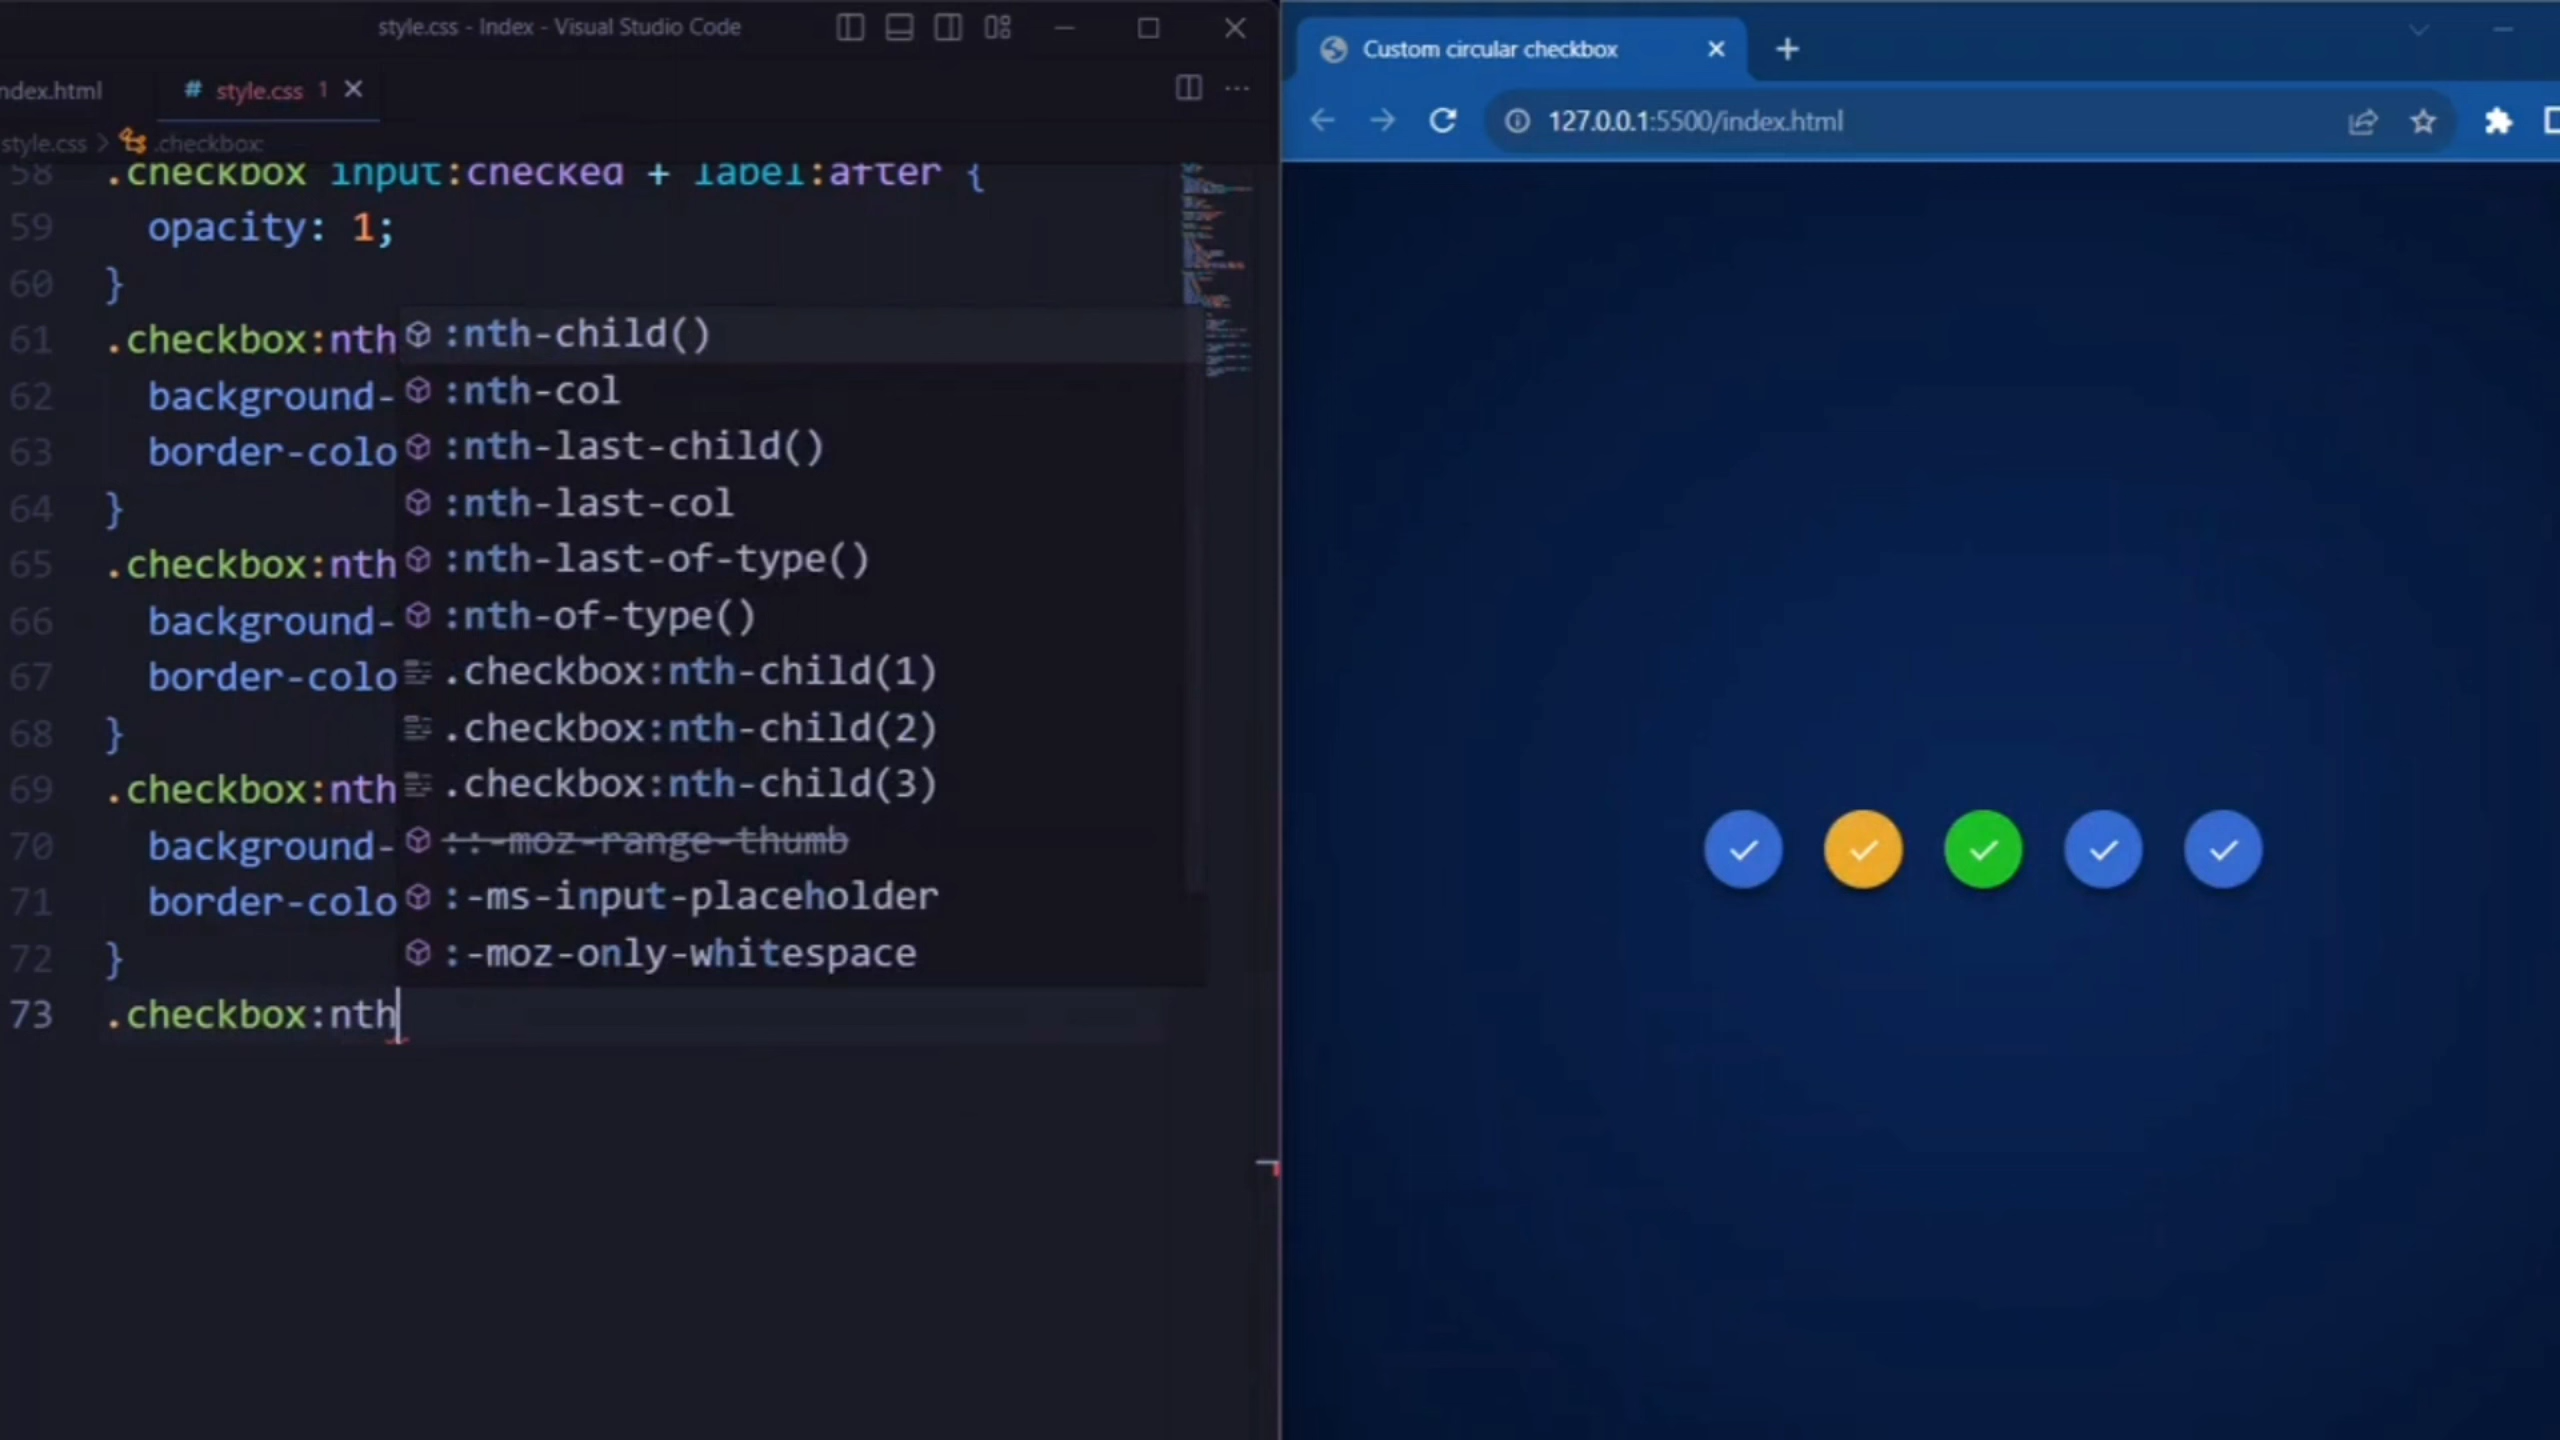 style.css - Index - Visual Studio Code
ndex.html
# style.css 1
style.css > .checkbox:
58 .checkbox input:checked + label:after {
59 opacity: 1;
60 }
61 .checkbox:nth
62 background-
63 border-colo
64 }
65 .checkbox:nth
66 background-
67 border-colo
68 }
69 .checkbox:nth
70 background-
71 border-colo
72 }
73 .checkbox:nth
:nth-child()
:nth-col
:nth-last-child()
:nth-last-col
:nth-last-of-type()
:nth-of-type()
.checkbox:nth-child(1)
.checkbox:nth-child(2)
.checkbox:nth-child(3)
::-moz-range-thumb
:-ms-input-placeholder
:-moz-only-whitespace
Custom circular checkbox
127.0.0.1:5500/index.html